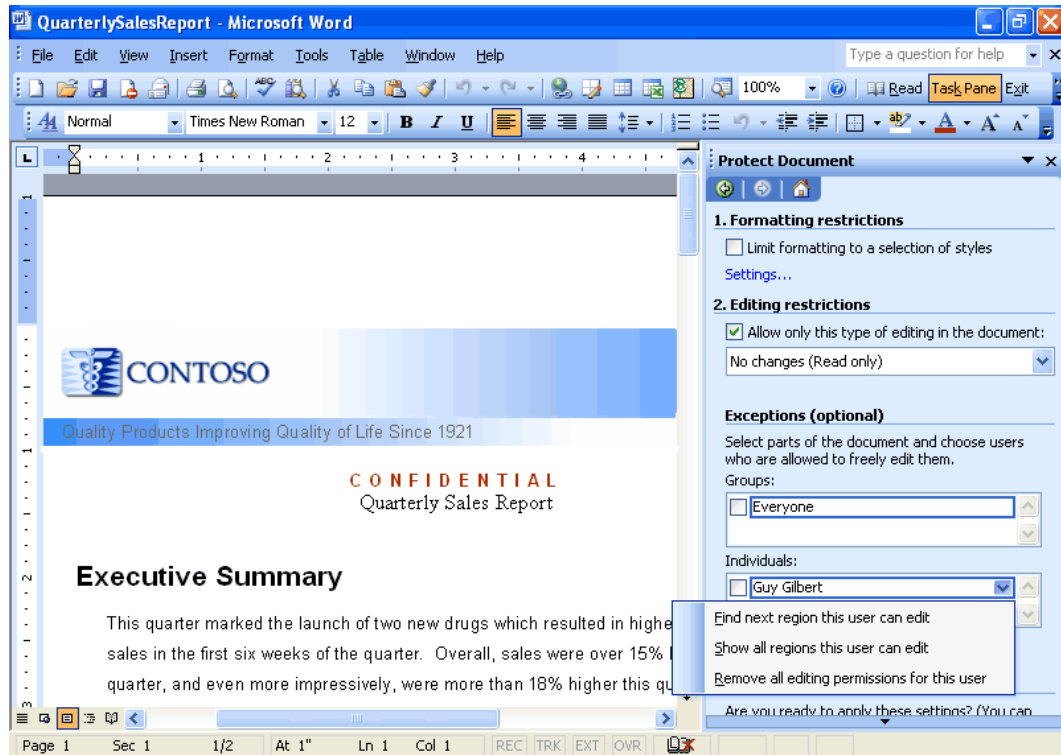 QuarterlySalesReport - Microsoft Word
File Edit View Insert Format Tools Table Window Help
Type a question for help
100% Read Task Pane Exit
Normal Times New Roman 12 B I U
1 2 3 4
Protect Document
1. Formatting restrictions
Limit formatting to a selection of styles
Settings...
2. Editing restrictions
Allow only this type of editing in the document:
No changes (Read only)
CONTOSO
Quality Products Improving Quality of Life Since 1921
CONFIDENTIAL
Quarterly Sales Report
Executive Summary
This quarter marked the launch of two new drugs which resulted in highe
sales in the first six weeks of the quarter. Overall, sales were over 15%
quarter, and even more impressively, were more than 18% higher this qu
Exceptions (optional)
Select parts of the document and choose users
who are allowed to freely edit them.
Groups:
Everyone
Individuals:
Guy Gilbert
Find next region this user can edit
Show all regions this user can edit
Remove all editing permissions for this user
Are you ready to apply these settings? (You can
Page 1 Sec 1 1/2 At 1" Ln 1 Col 1 REC TRK EXT OVR